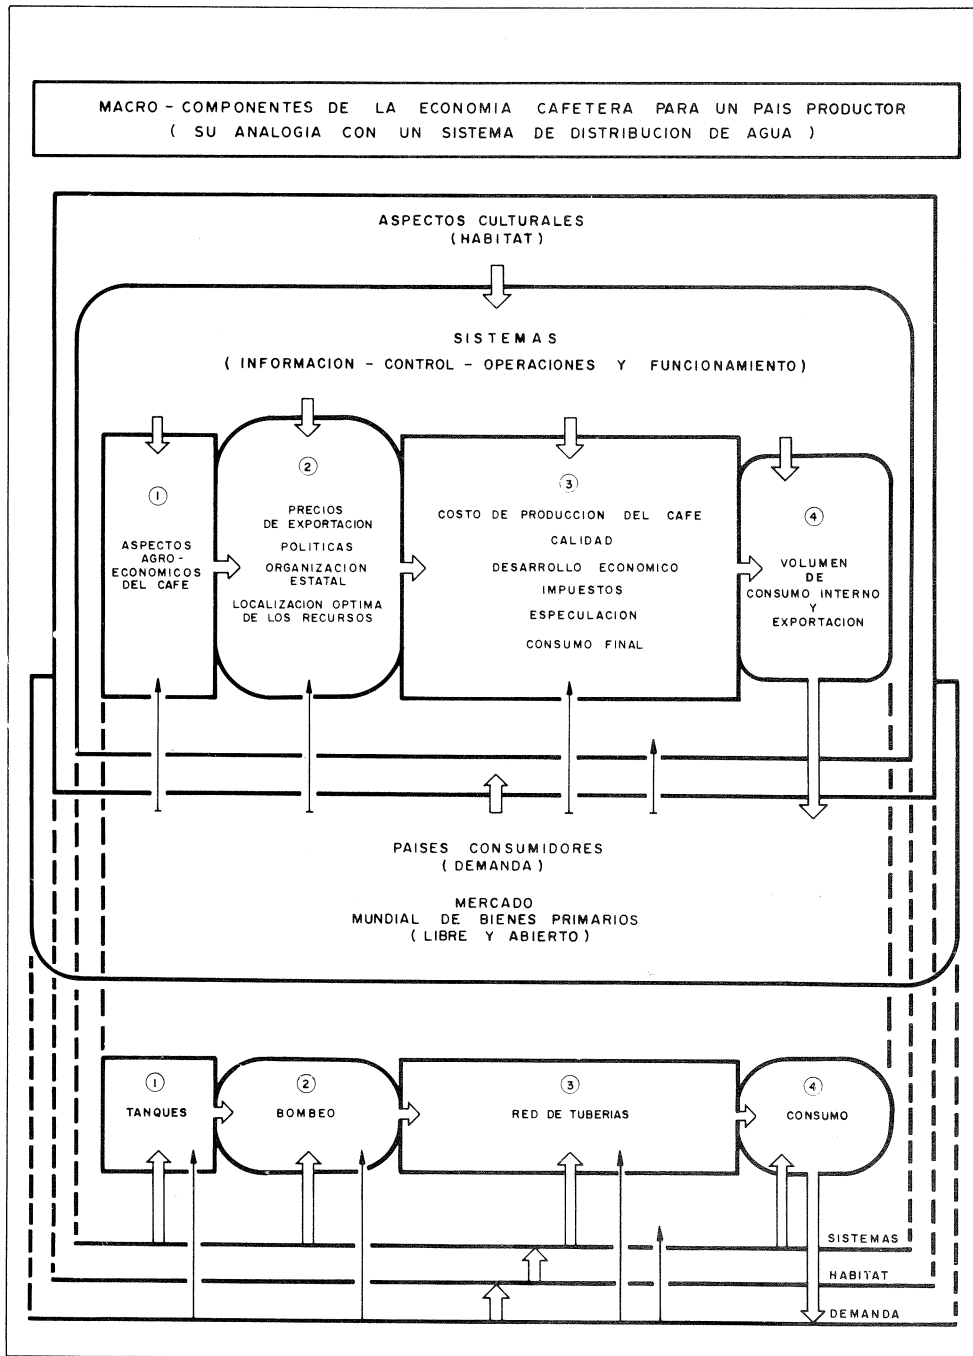 MACRO - COMPONENTES DE LA ECONOMIA CAFETERA PARA UN PAIS PRODUCTOR
( SU ANALOGIA CON UN SISTEMA DE DISTRIBUCION DE AGUA )
ASPECTOS CULTURALES
(HABITAT)
SISTEMAS
( INFORMACION - CONTROL - OPERACIONES Y FUNCIONAMIENTO)
1
ASPECTOS
AGRO-
ECONOMICOS
DEL CAFE
2
PRECIOS
DE EXPORTACION
POLITICAS
ORGANIZACION
ESTATAL
LOCALIZACION OPTIMA
DE LOS RECURSOS
3
COSTO DE PRODUCCION DEL CAFE
CALIDAD
DESARROLLO ECONOMICO
IMPUESTOS
ESPECULACION
CONSUMO FINAL
4
VOLUMEN
DE
CONSUMO INTERNO
Y
EXPORTACION
PAISES CONSUMIDORES
( DEMANDA )
MERCADO
MUNDIAL DE BIENES PRIMARIOS
( LIBRE Y ABIERTO )
1
TANQUES
2
BOMBEO
3
RED DE TUBERIAS
4
CONSUMO
SISTEMAS
HABITAT
DEMANDA